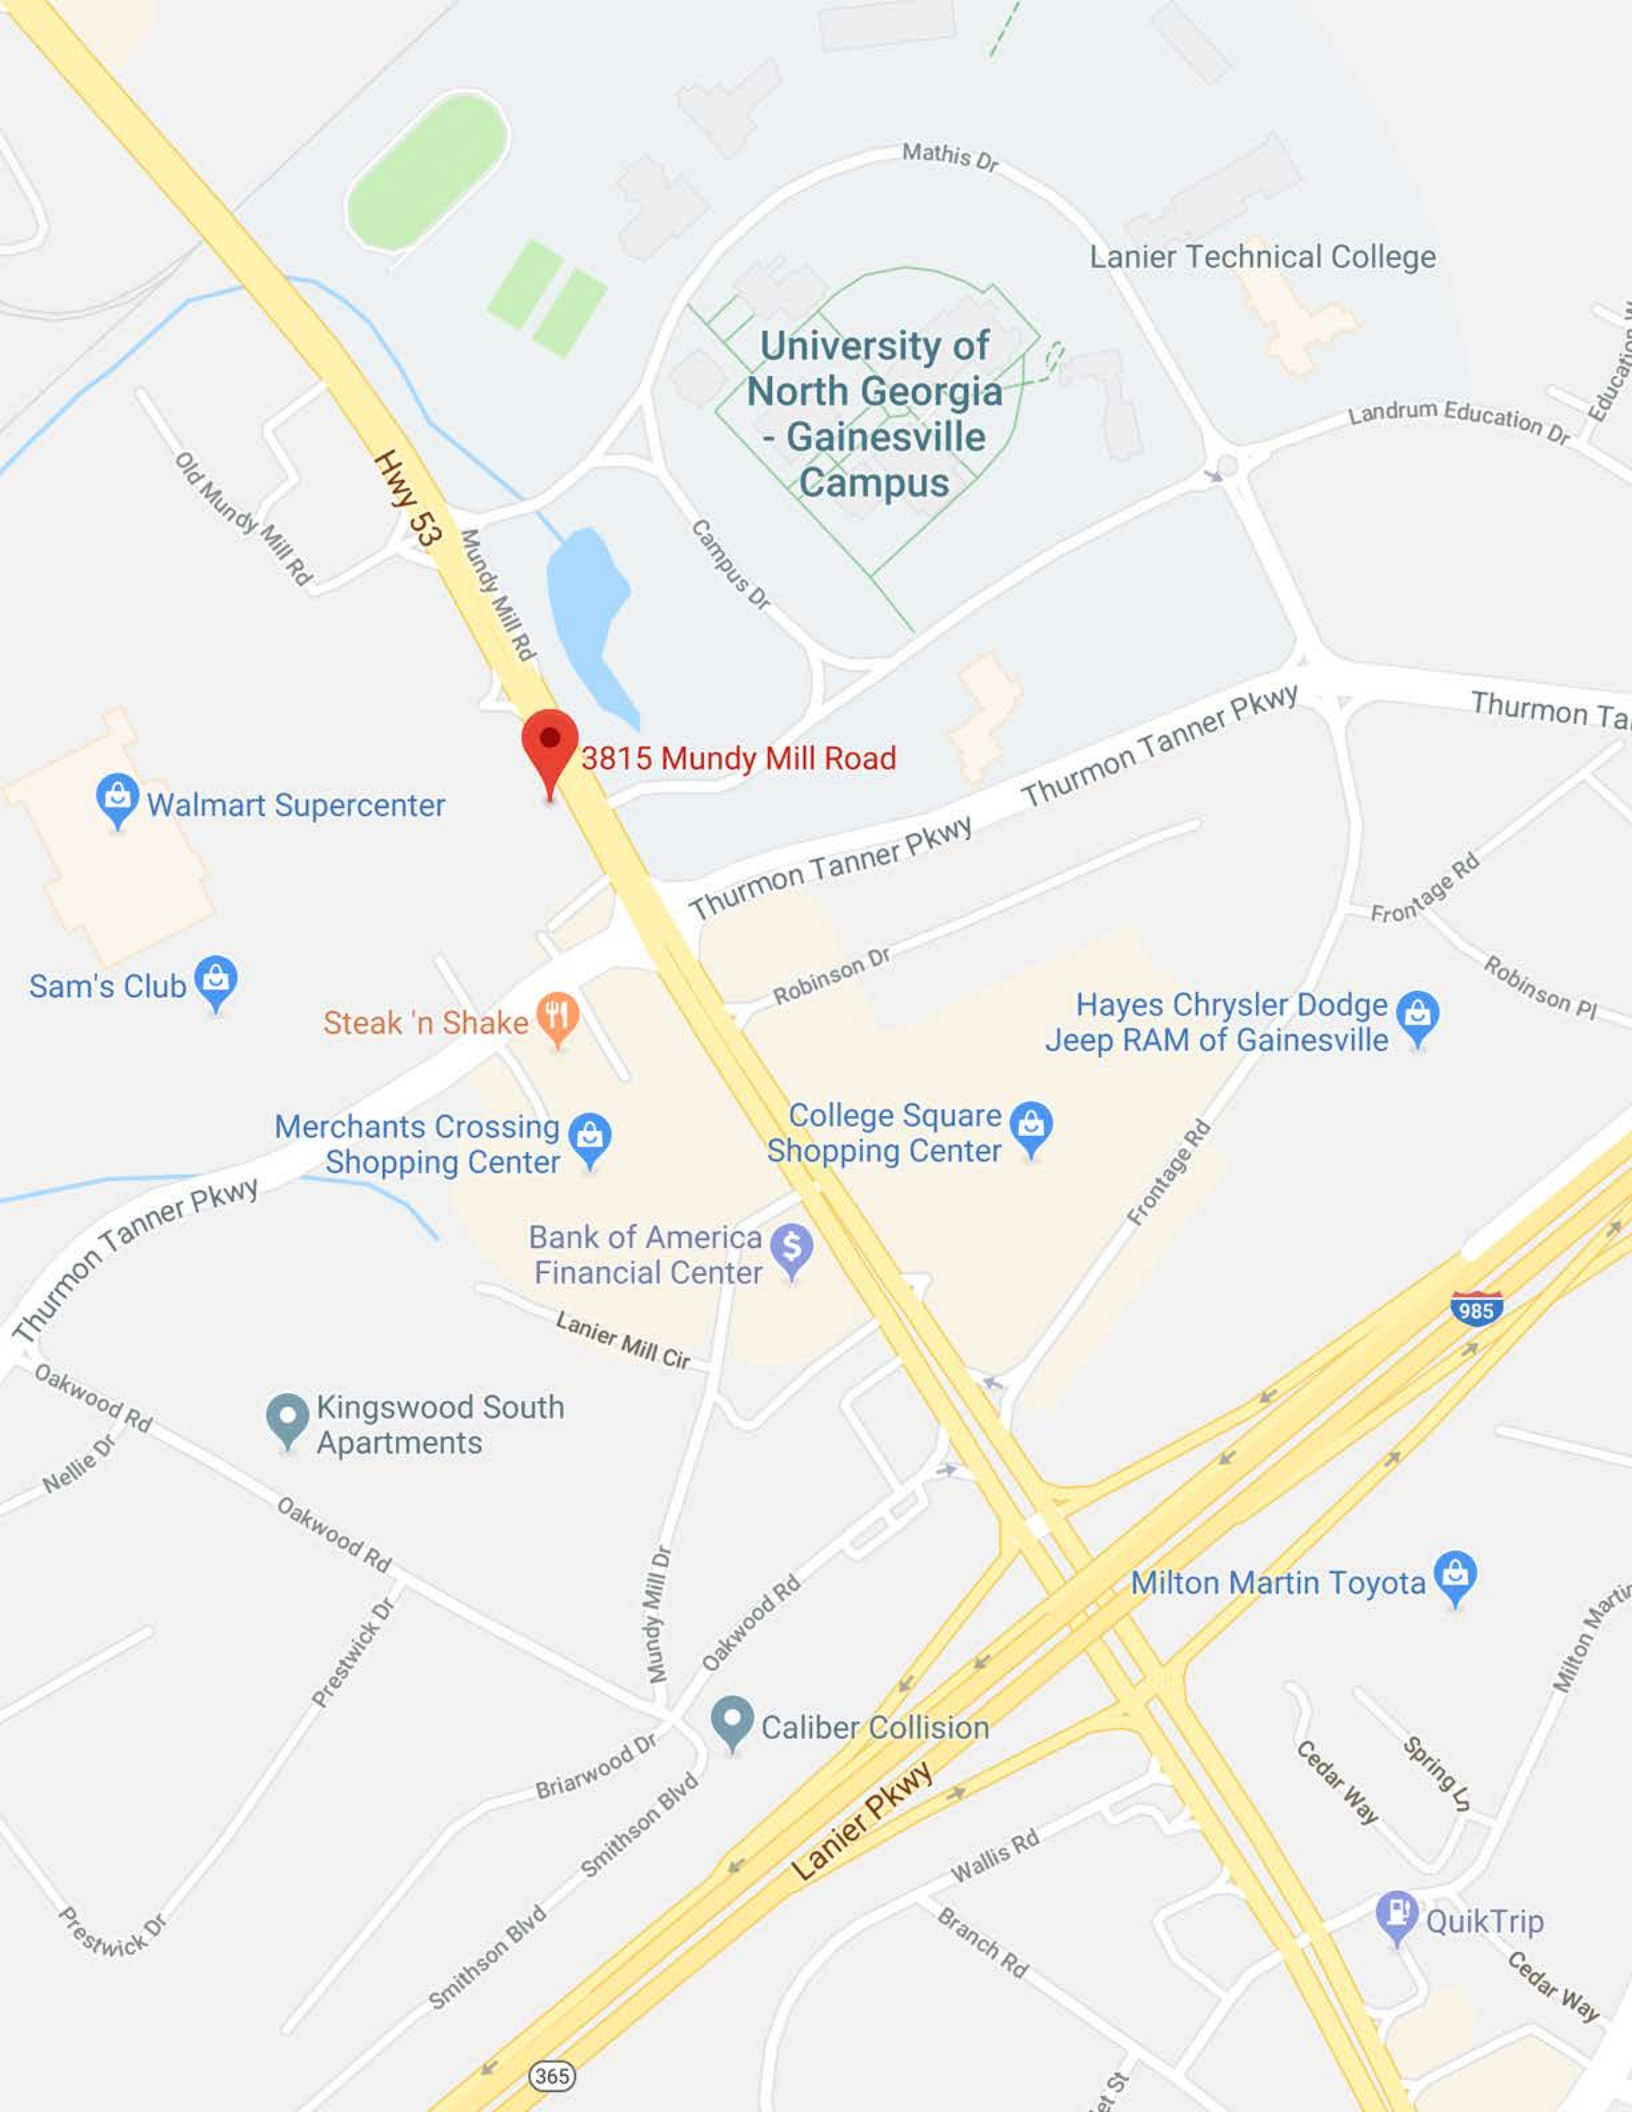 Mathis Dr
Lanier Technical College
University of
North Georgia
- Gainesville
Campus
Landrum Education Dr
Education
Old Mundy Mill Rd
Hwy 53
Mundy Mill Rd
Campus Dr
3815 Mundy Mill Road
Thurmon Tanner Pkwy
Thurmon Ta
Walmart Supercenter
Thurmon Tanner Pkwy
Frontage Rd
Robinson Dr
Robinson Pl
Sam's Club
Steak 'n Shake
Hayes Chrysler Dodge
Jeep RAM of Gainesville
Merchants Crossing
Shopping Center
College Square
Shopping Center
Frontage Rd
Thurmon Tanner Pkwy
Bank of America
Financial Center
985
Lanier Mill Cir
Oakwood Rd
Kingswood South
Apartments
Nellie Dr
Oakwood Rd
Mundy Mill Dr
Oakwood Rd
Milton Martin Toyota
Milton Martin
Prestwick Dr
Caliber Collision
Briarwood Dr
Smithson Blvd
Lanier Pkwy
Cedar Way
Spring Ln
Wallis Rd
Prestwick Dr
Smithson Blvd
Branch Rd
QuikTrip
Cedar Way
365
et St